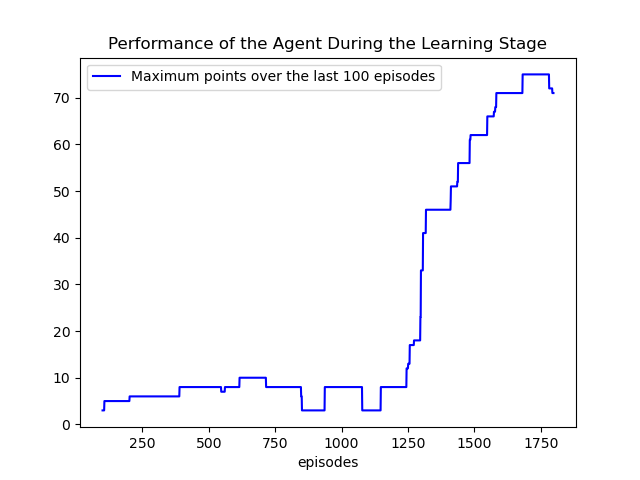 Performance of the Agent During the Learning Stage
Maximum points over the last 100 episodes
70
60
50
40
30
20
10
0
250 500 750 1000 1250 1500 1750
episodes